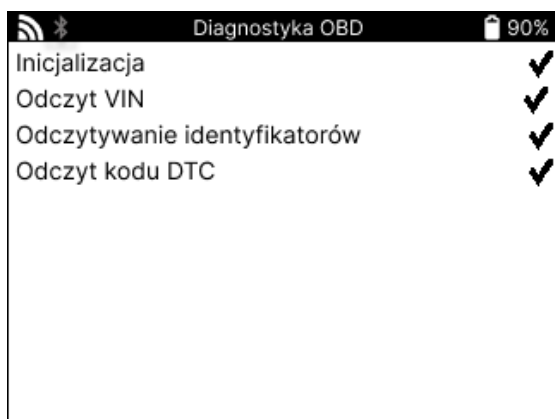 Diagnostyka OBD 90%
Inicjalizacja
Odczyt VIN
Odczytywanie identyfikatorów
Odczyt kodu DTC